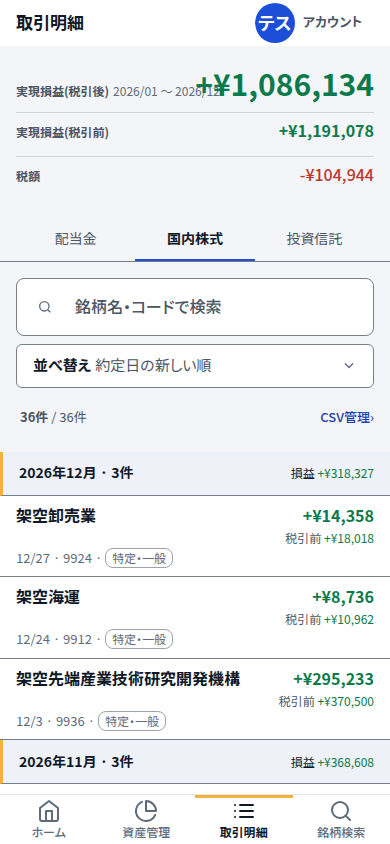 取引明細
テス アカウント
実現損益(税引後) 2026/01 〜 2026/12 +¥1,086,134
実現損益(税引前) +¥1,191,078
税額 -¥104,944
配当金 国内株式 投資信託
銘柄名・コードで検索
並べ替え 約定日の新しい順
36件 / 36件 CSV管理›
2026年12月・3件 損益 +¥318,327
架空卸売業 +¥14,358
税引前 +¥18,018
12/27・9924・特定・一般
架空海運 +¥8,736
税引前 +¥10,962
12/24・9912・特定・一般
架空先端産業技術研究開発機構 +¥295,233
税引前 +¥370,500
12/3・9936・特定・一般
2026年11月・3件 損益 +¥368,608
ホーム 資産管理 取引明細 銘柄検索